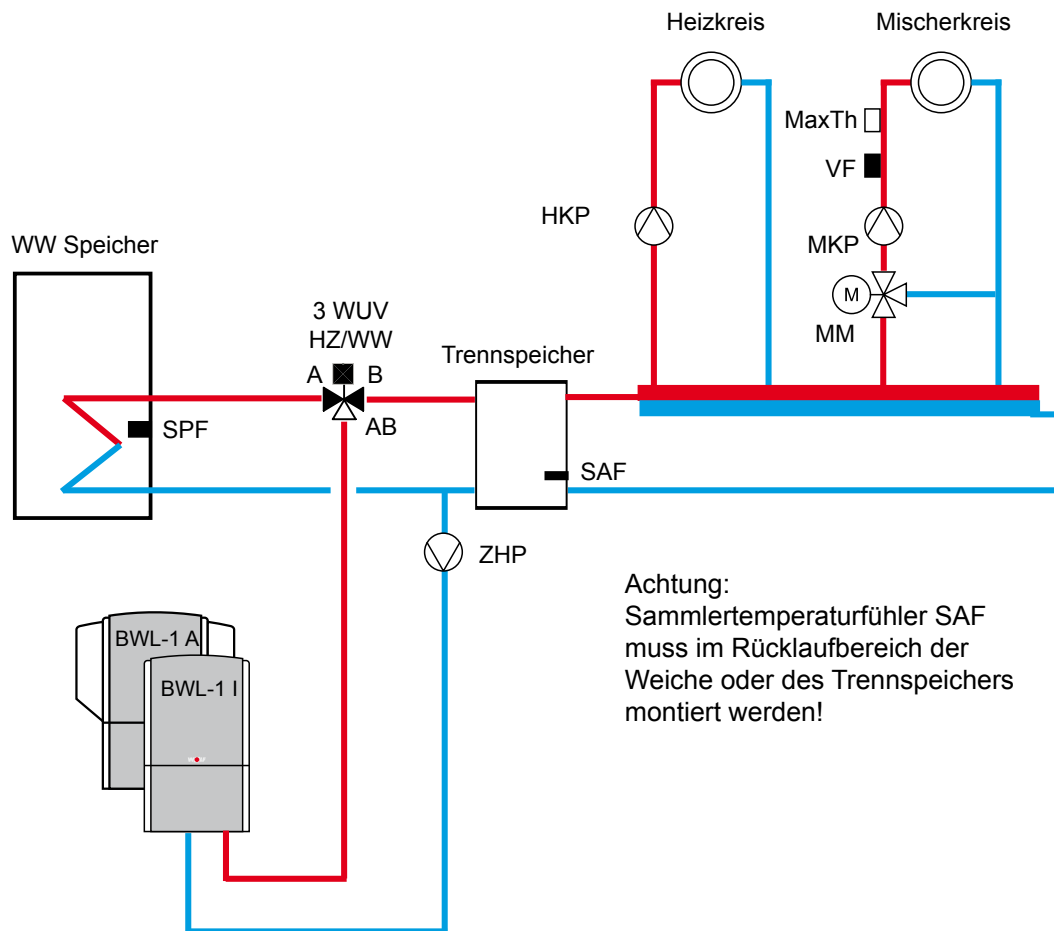 Heizkreis
Mischerkreis
MaxTh
VF
HKP
MKP
WW Speicher
M
3 WUV
HZ/WW
MM
Trennspeicher
A
B
AB
SPF
SAF
ZHP
Achtung:
Sammlertemperaturfühler SAF
muss im Rücklaufbereich der
Weiche oder des Trennspeichers
montiert werden!
BWL-1 A
BWL-1 I